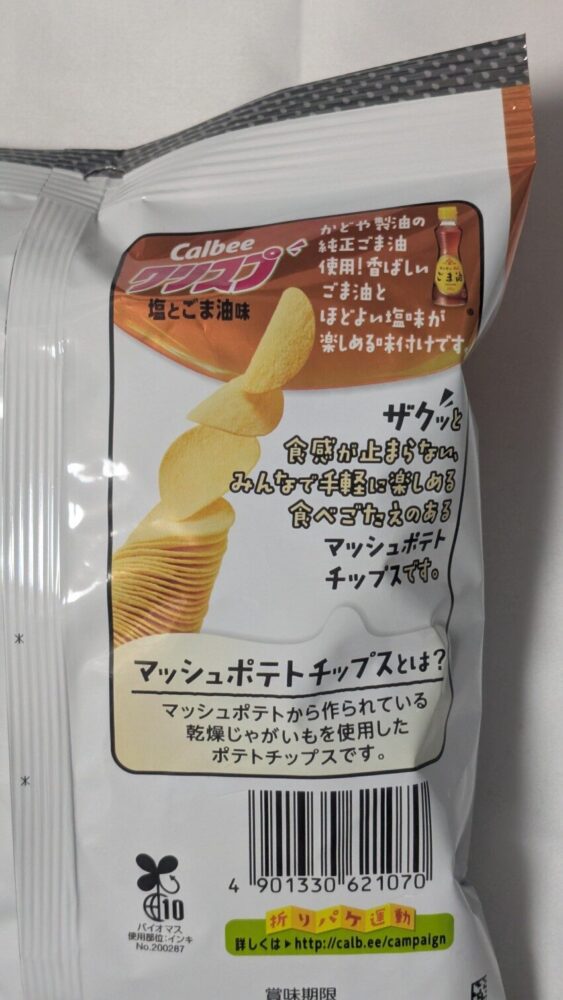 Calbee
クリスプ
塩とごま油味
かどや製油の
純正ごま油
使用!香ばしい
ごま油と
ほどよい塩味が
楽しめる味付けです
ごま油
ザクッと
食感が止まらない、
みんなで手軽に楽しめる
食べごたえのある
マッシュポテト
チップスです。
マッシュポテトチップスとは?
マッシュポテトから作られている
乾燥じゃがいもを使用した
ポテトチップスです。
4 901330 621070
10
バイオマス
使用部位:インキ
No.200287
折りパケ運動
詳しくは▶http://calb.ee/campaign
賞味期限